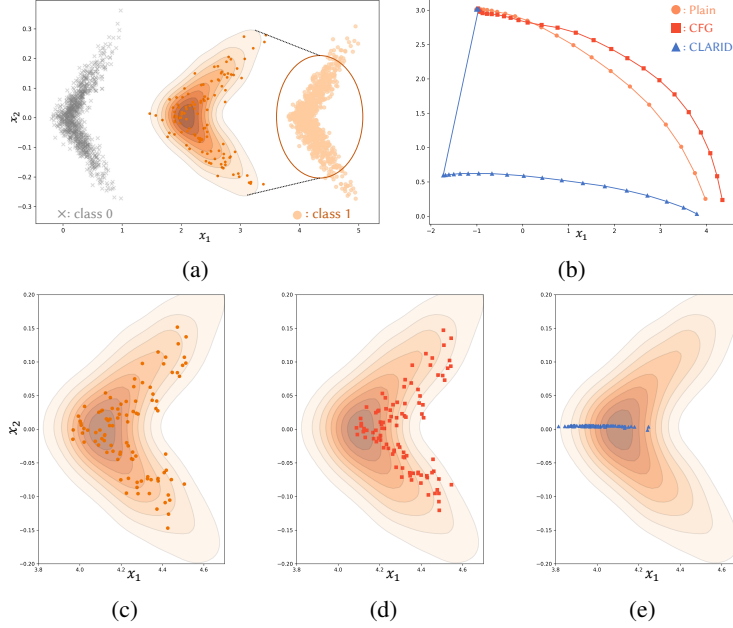 0.3
0.2
0.1
0.0
−0.1
−0.2
−0.3
x₂
×: class 0
: class 1
0 1 2 3 4 5
x₁
(a)
3.0
2.5
2.0
1.5
1.0
0.5
0.0
: Plain
: CFG
: CLARID
−2 −1 0 1 2 3 4
x₁
(b)
0.20
0.15
0.10
0.05
0.00
−0.05
−0.10
−0.15
−0.20
x₂
3.8 4.0 4.2 4.4 4.6
x₁
(c)
0.20
0.15
0.10
0.05
0.00
−0.05
−0.10
−0.15
−0.20
3.8 4.0 4.2 4.4 4.6
x₁
(d)
0.20
0.15
0.10
0.05
0.00
−0.05
−0.10
−0.15
−0.20
3.8 4.0 4.2 4.4 4.6
x₁
(e)